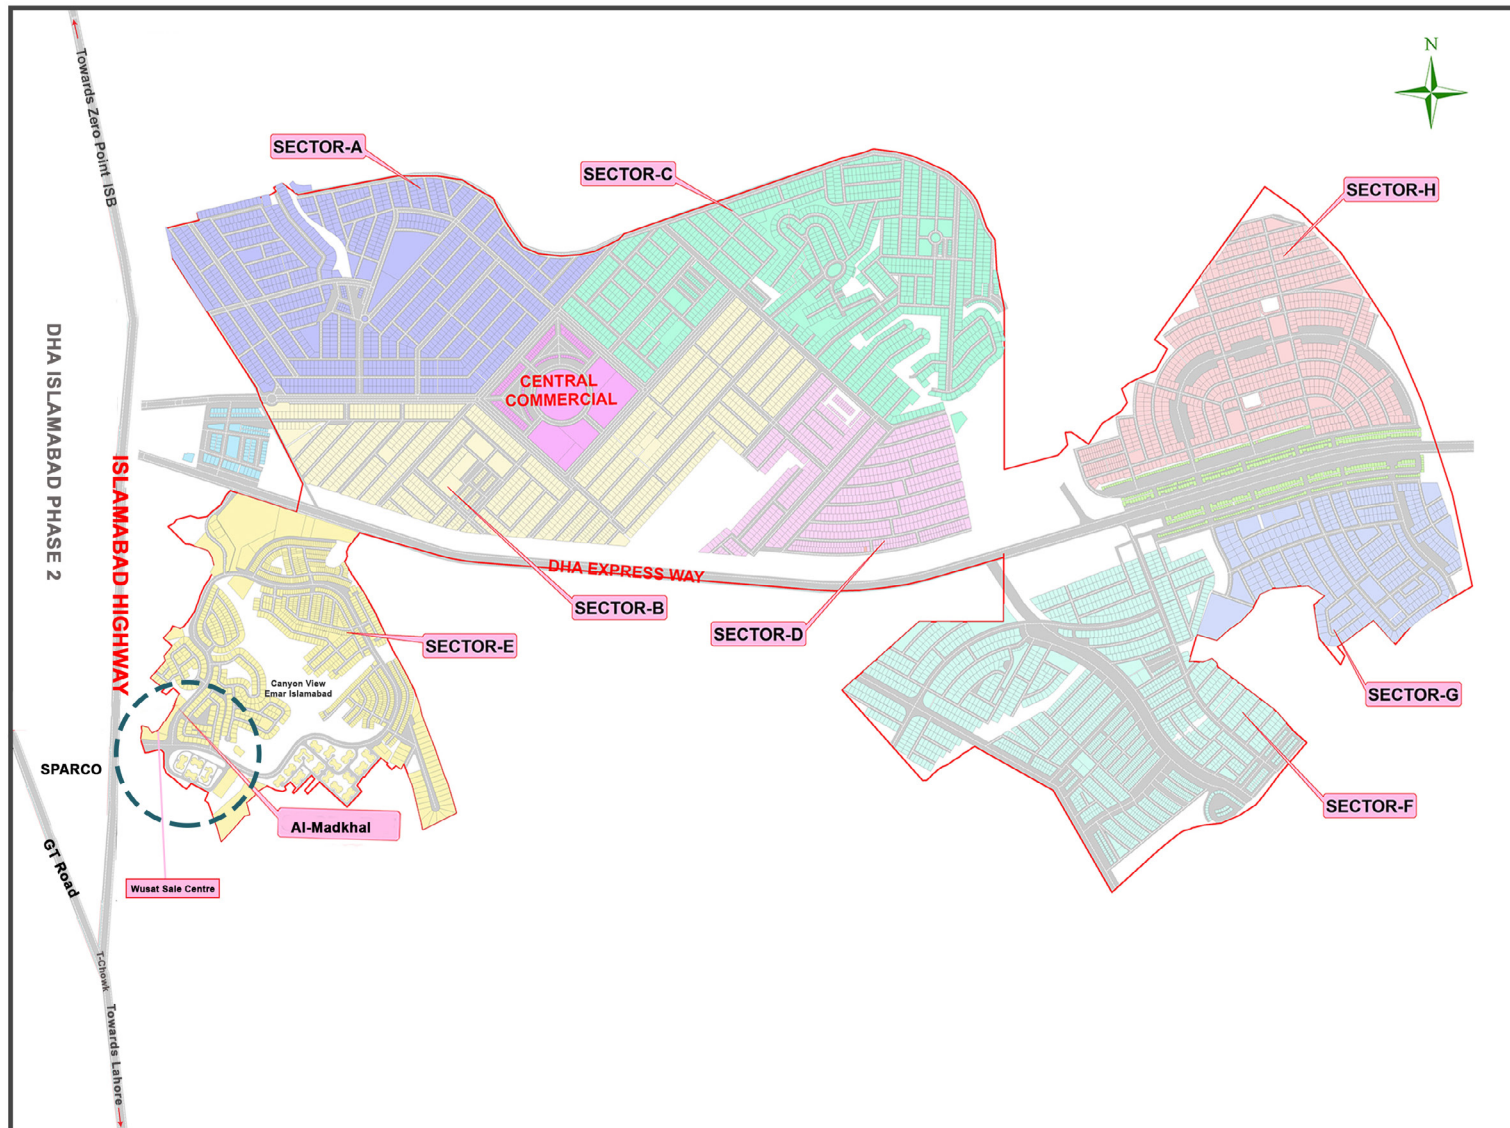 N
Towards Zero Point ISB
SECTOR-A
SECTOR-C
SECTOR-H
CENTRAL
COMMERCIAL
DHA ISLAMABAD PHASE 2
ISLAMABAD HIGHWAY
DHA EXPRESS WAY
SECTOR-B
SECTOR-D
SECTOR-E
Canyon View
Emar Islamabad
SECTOR-G
SPARCO
SECTOR-F
Al-Madkhal
GT Road
Wusat Sale Centre
T-Chowk
Towards Lahore